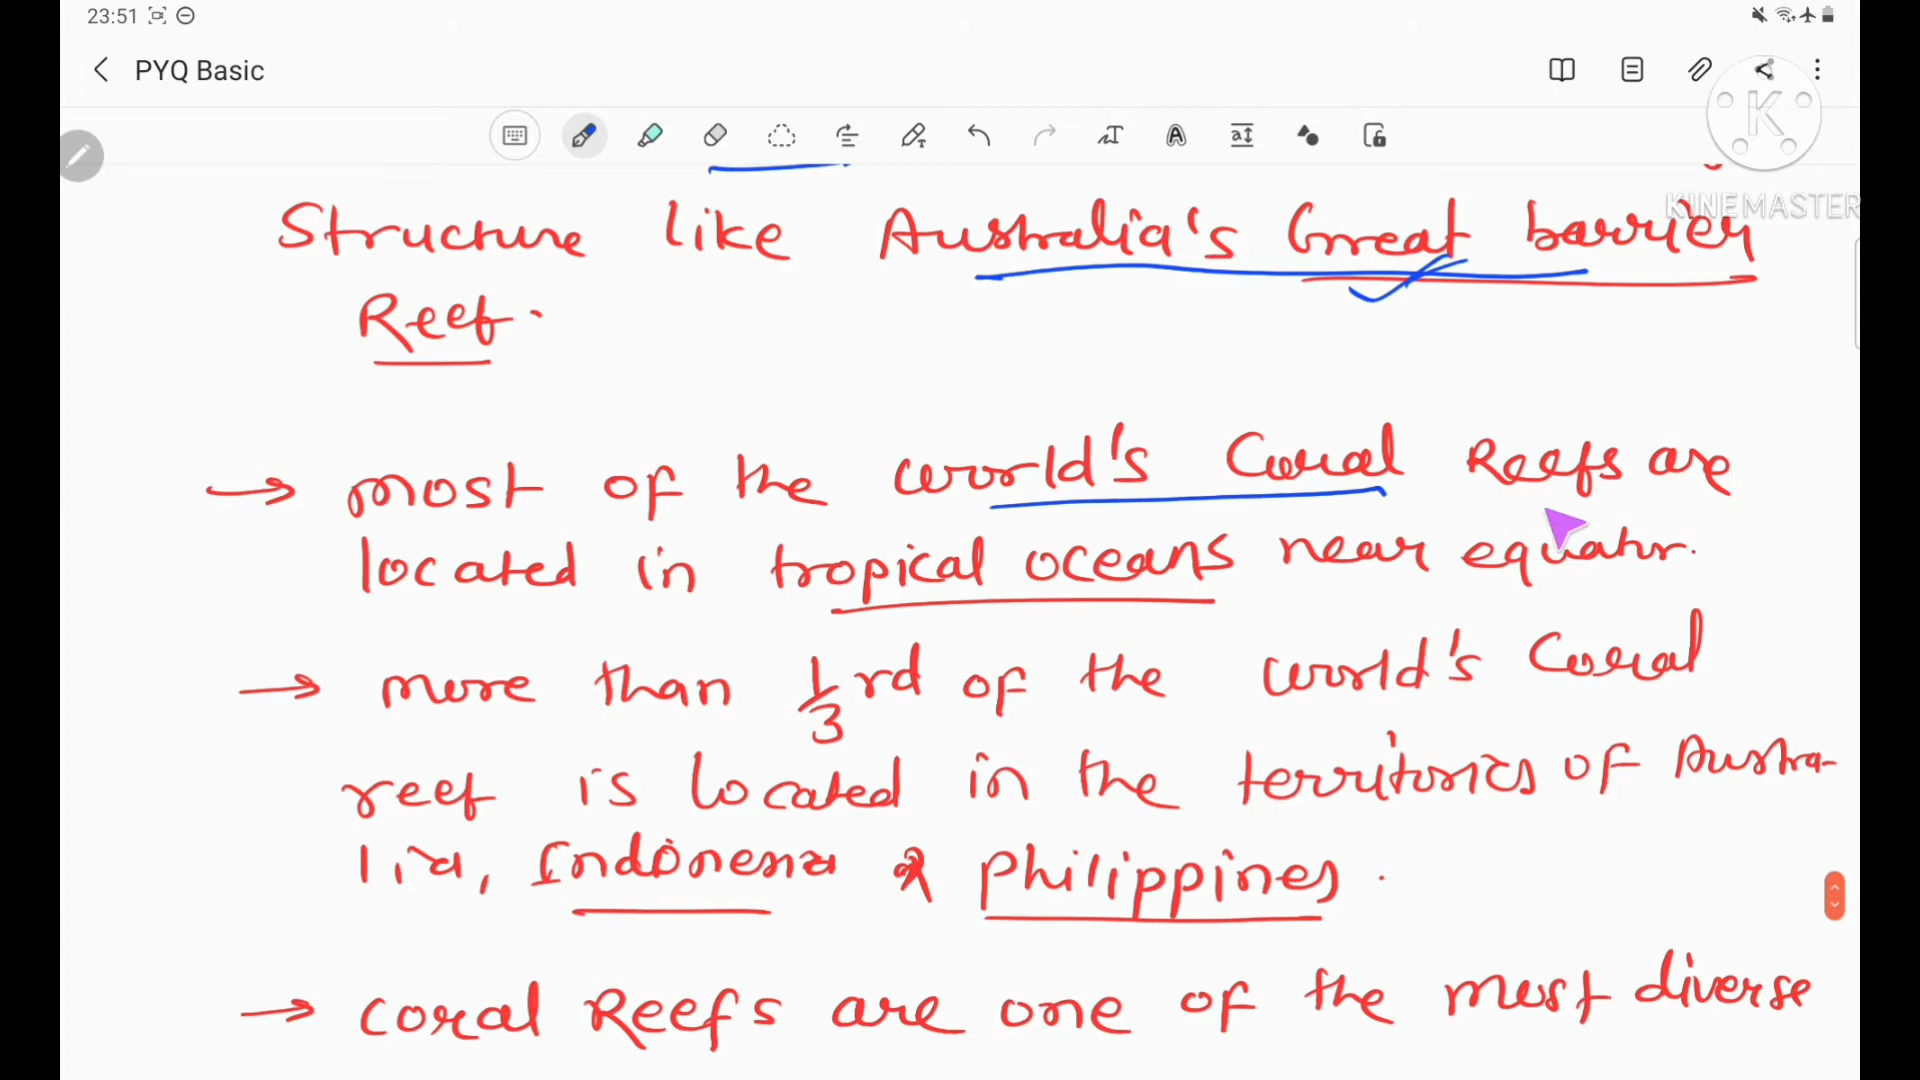 23:51
PYQ Basic
KINEMASTER
Structure like Australia's Great barrier
Reef.
→ most of the world's Coral Reefs are
located in tropical oceans near equator.
→ more than 1/3 rd of the world's Coral
reef is located in the territories of Austra-
lia, Indonesia & Philippines.
→ coral Reefs are one of the most diverse